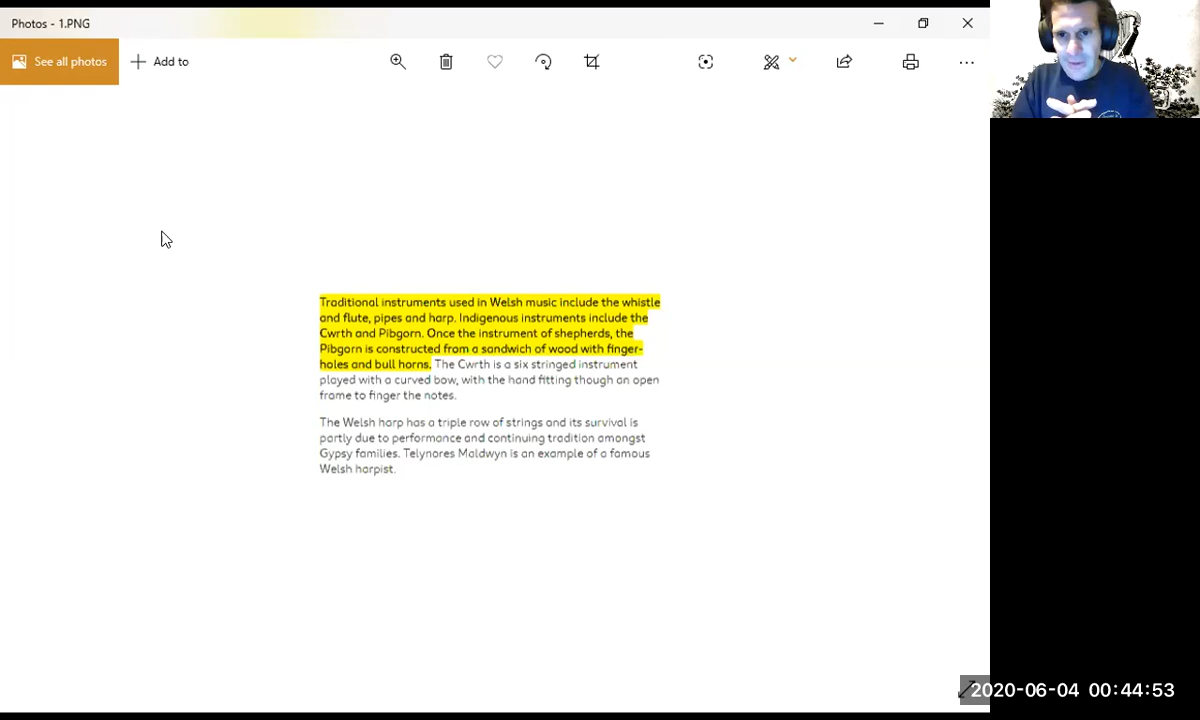 Photos - 1.PNG
See all photos
Add to
Traditional instruments used in Welsh music include the whistle
and flute, pipes and harp. Indigenous instruments include the
Cwrth and Pibgorn. Once the instrument of shepherds, the
Pibgorn is constructed from a sandwich of wood with finger-
holes and bull horns. The Cwrth is a six stringed instrument
played with a curved bow, with the hand fitting though an open
frame to finger the notes.
The Welsh harp has a triple row of strings and its survival is
partly due to performance and continuing tradition amongst
Gypsy families. Telynores Maldwyn is an example of a famous
Welsh harpist.
2020-06-04 00:44:53